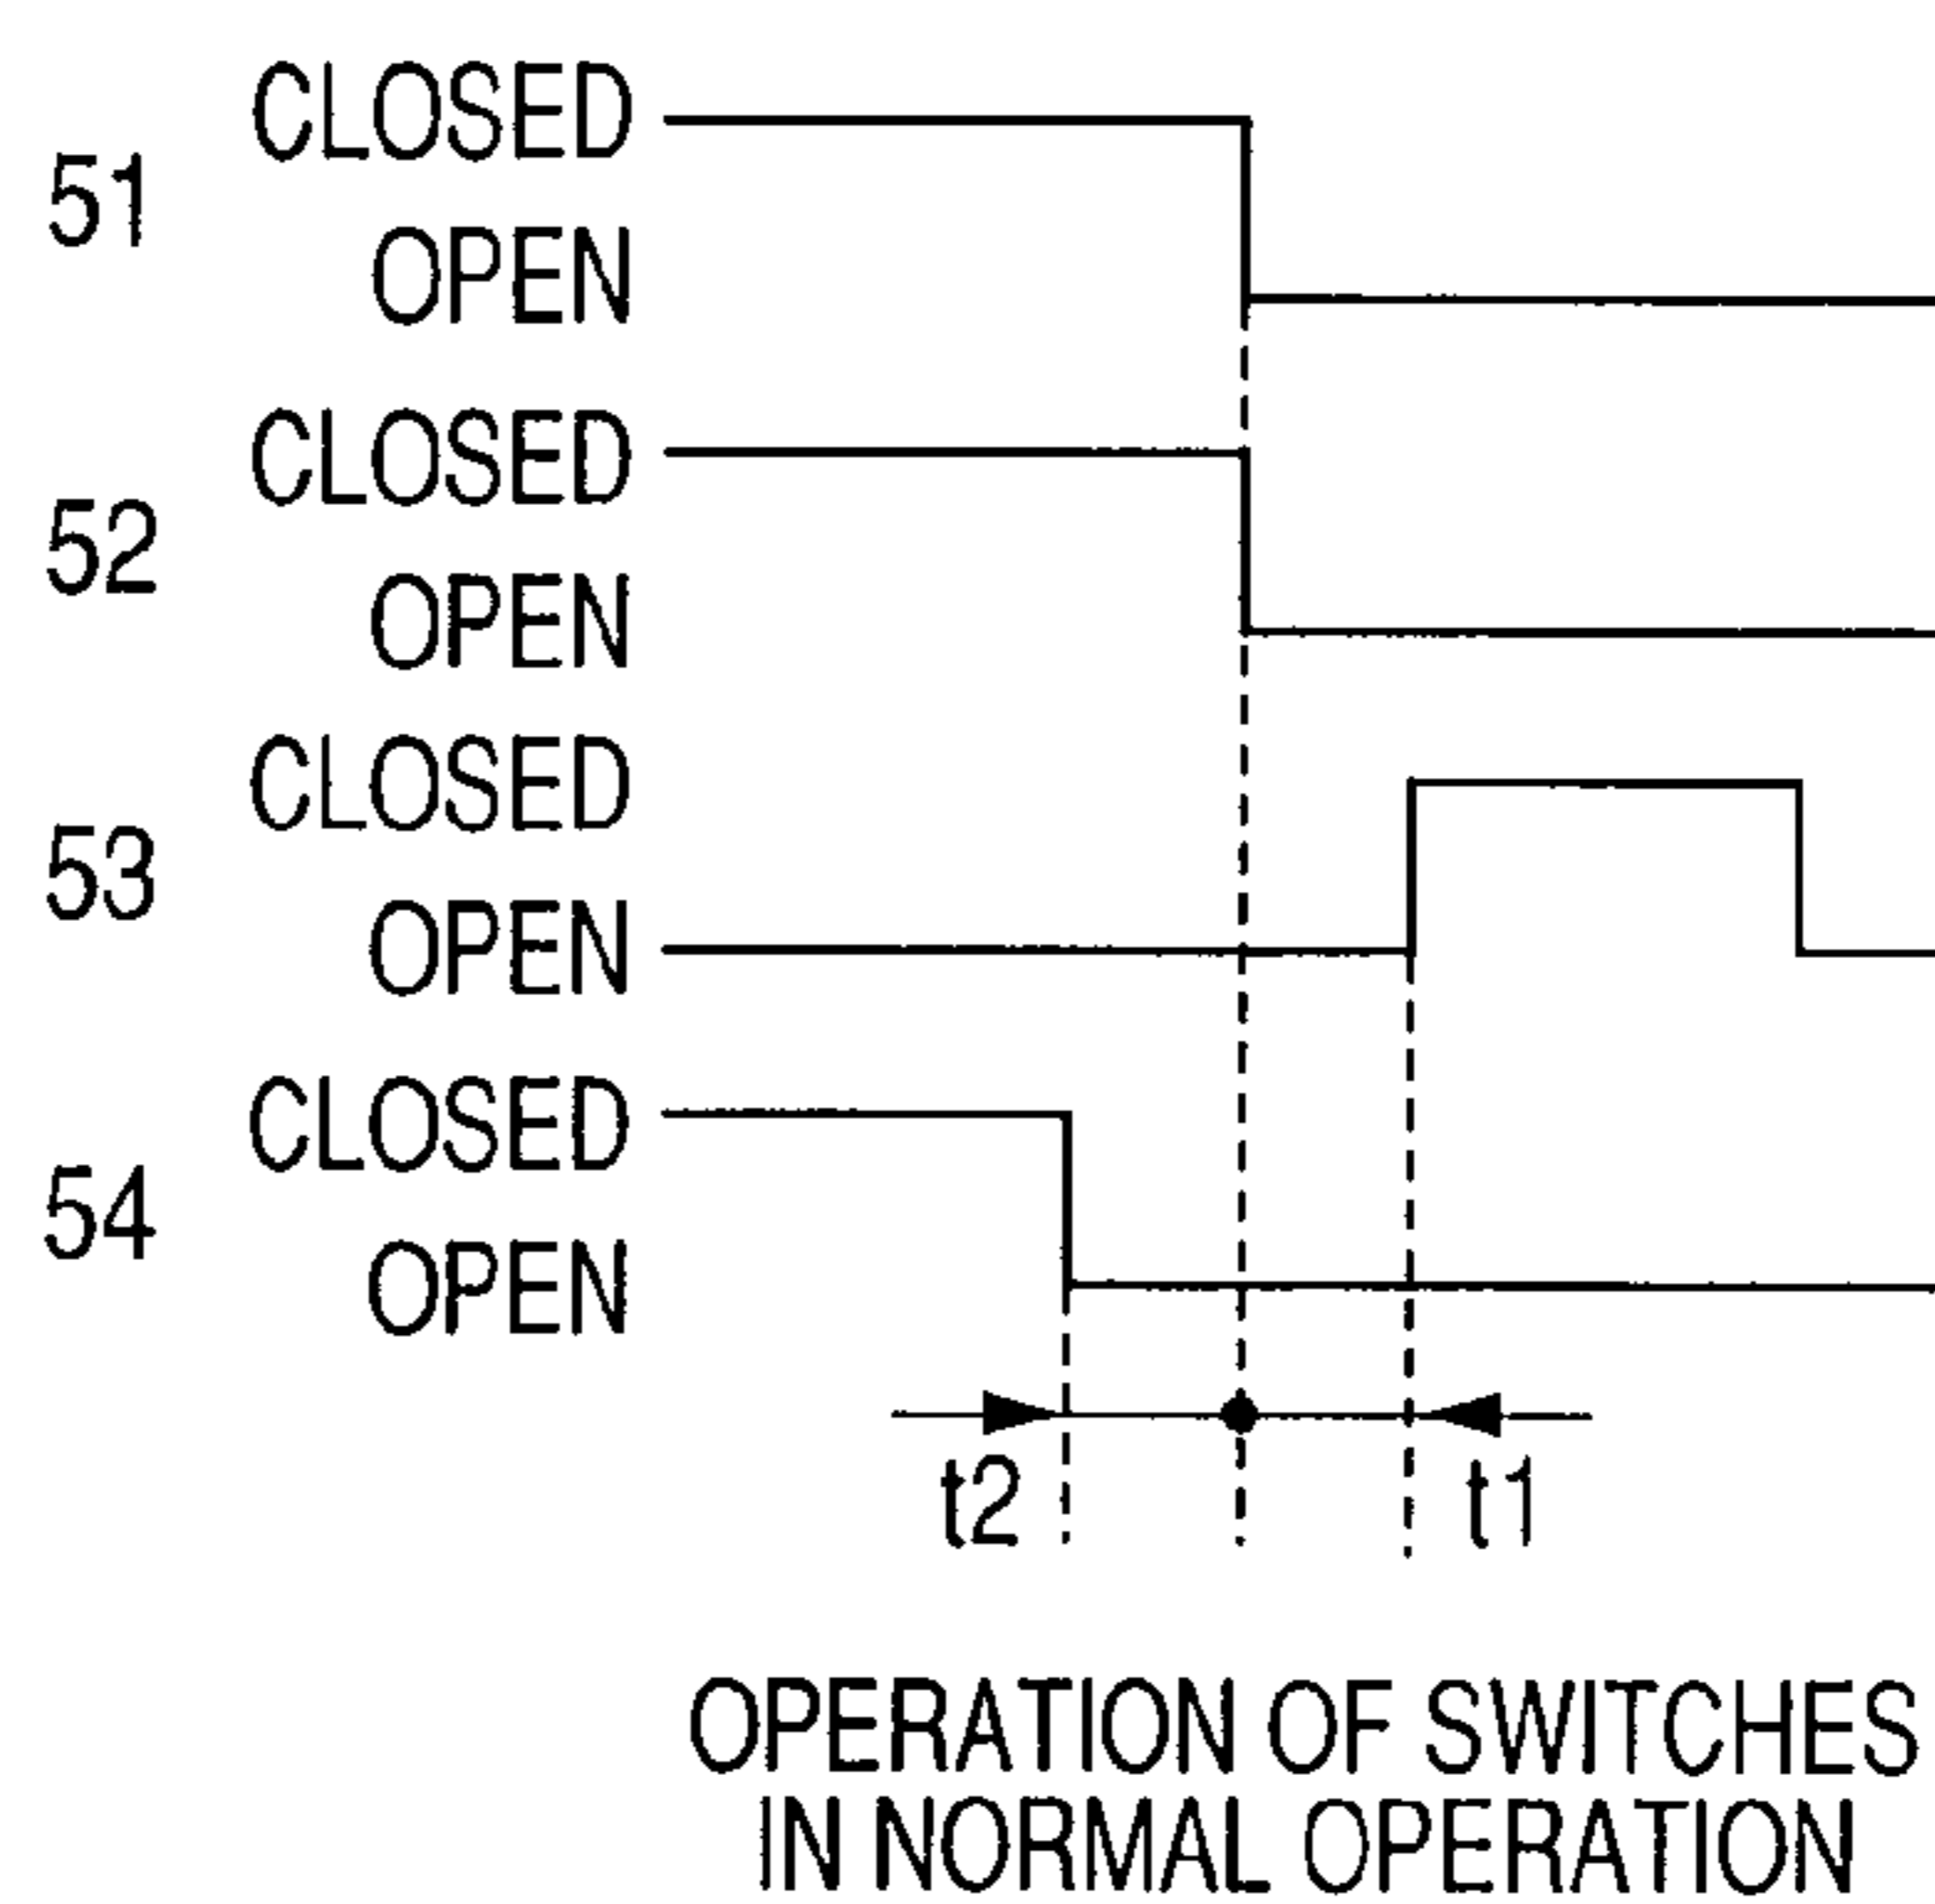 CLOSED
51
OPEN
CLOSED
52
OPEN
CLOSED
53
OPEN
CLOSED
54
OPEN
t2 t1
OPERATION OF SWITCHES
IN NORMAL OPERATION